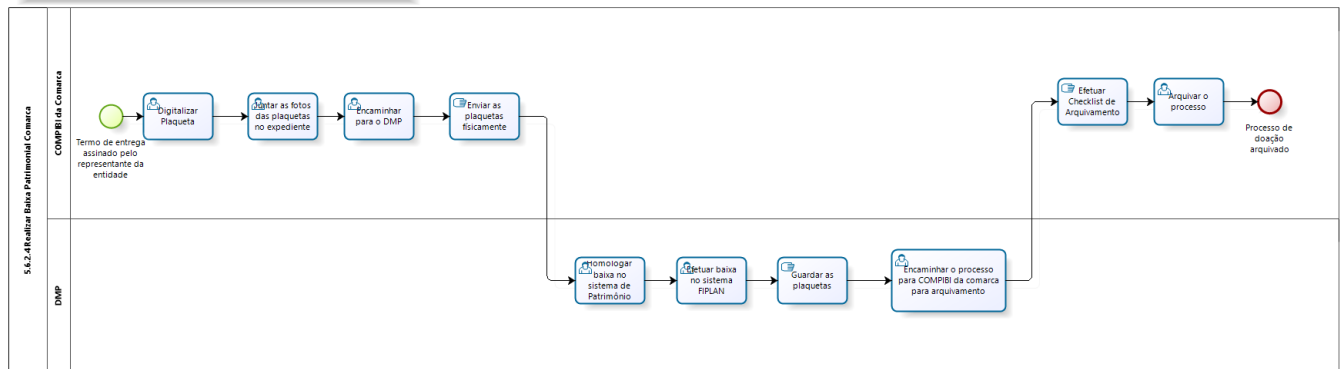 5.6.2.4 Realizar Baixa Patrimonial Comarca
COMPIBI da Comarca
Termo de entrega
assinado pelo
representante da
entidade
Digitalizar
Plaqueta
Juntar as fotos
das plaquetas
no expediente
Encaminhar
para o DMP
Enviar as
plaquetas
físicamente
Efetuar
Checklist de
Arquivamento
Arquivar o
processo
Processo de
doação
arquivado
DMP
Homologar
baixa no
sistema de
Patrimônio
Efetuar baixa
no sistema
FIPLAN
Guardar as
plaquetas
Encaminhar o processo
para COMPIBI da comarca
para arquivamento